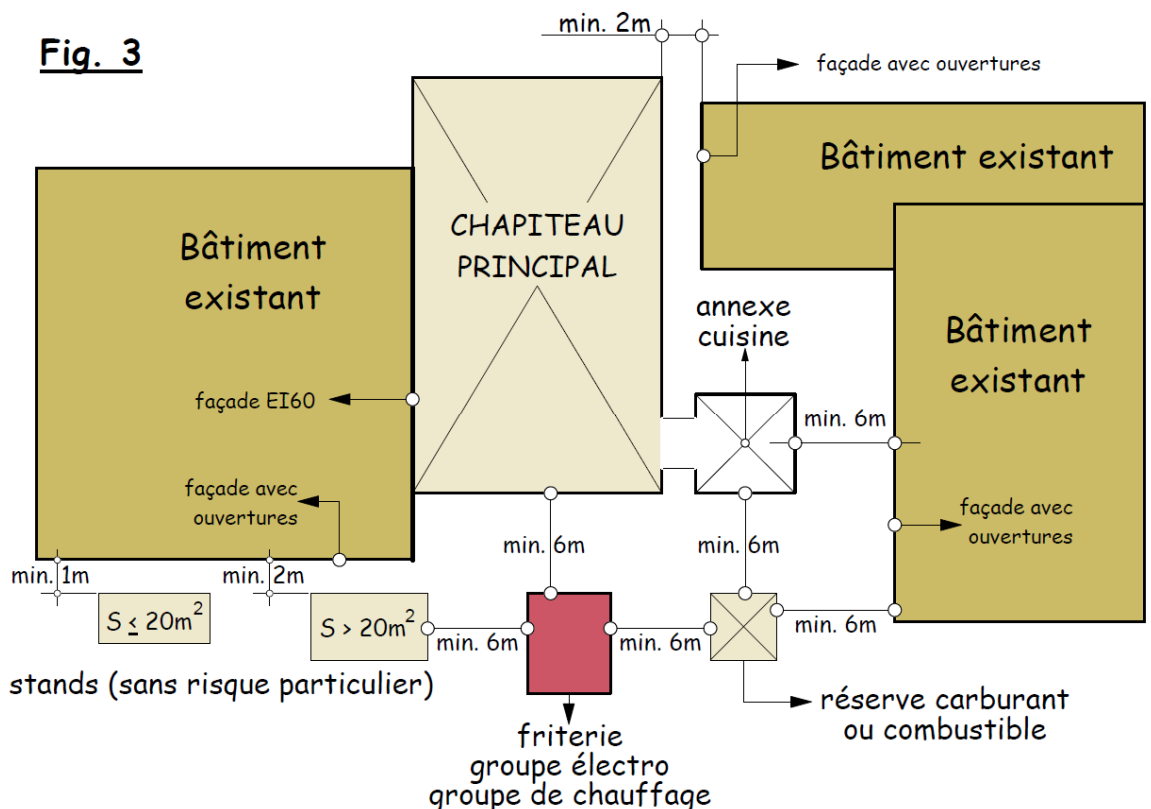 Fig. 3
min. 2m
façade avec ouvertures
Bâtiment existant
Bâtiment
existant
CHAPITEAU
PRINCIPAL
annexe
cuisine
Bâtiment
existant
façade EI60
min. 6m
façade avec
ouvertures
façade avec
ouvertures
min. 6m
min. 6m
min. 1m
min. 2m
S ≤ 20m²
S > 20m²
min. 6m
min. 6m
min. 6m
stands (sans risque particulier)
réserve carburant
ou combustible
friterie
groupe électro
groupe de chauffage